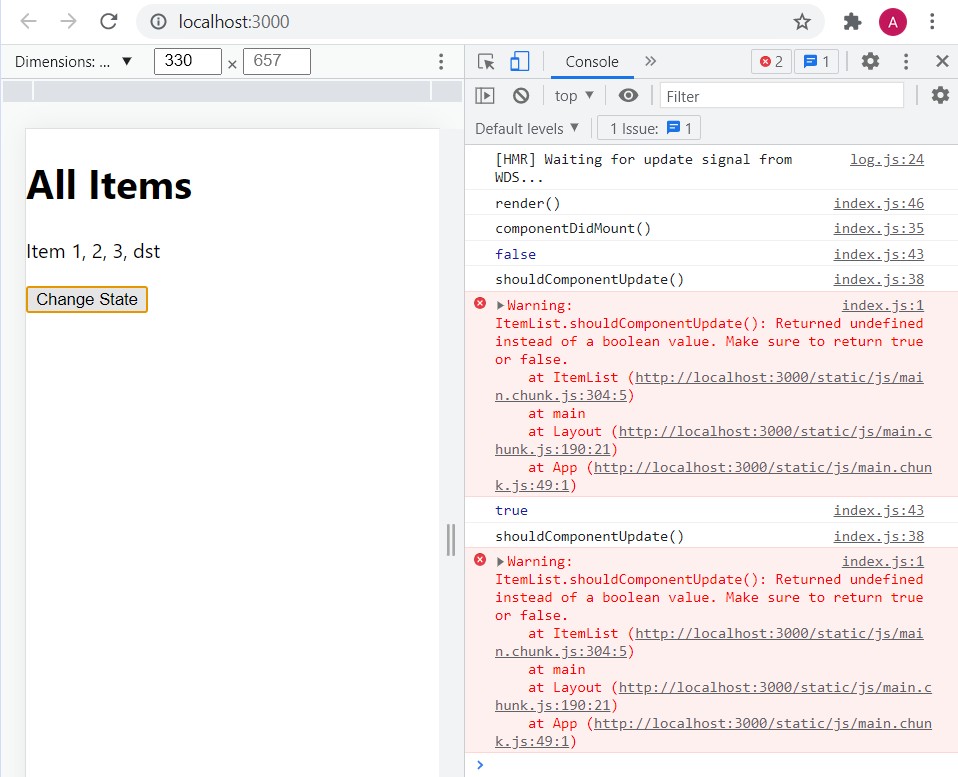 localhost:3000
A
Dimensions: ... ▼ 330 × 657
Console » 2 1
top ▼ Filter
Default levels ▼ 1 Issue: 1
All Items
Item 1, 2, 3, dst
Change State
[HMR] Waiting for update signal from log.js:24
WDS...
render() index.js:46
componentDidMount() index.js:35
false index.js:43
shouldComponentUpdate() index.js:38
▶Warning: index.js:1
ItemList.shouldComponentUpdate(): Returned undefined
instead of a boolean value. Make sure to return true
or false.
at ItemList (http://localhost:3000/static/js/mai
n.chunk.js:304:5)
at main
at Layout (http://localhost:3000/static/js/main.c
hunk.js:190:21)
at App (http://localhost:3000/static/js/main.chun
k.js:49:1)
true index.js:43
shouldComponentUpdate() index.js:38
▶Warning: index.js:1
ItemList.shouldComponentUpdate(): Returned undefined
instead of a boolean value. Make sure to return true
or false.
at ItemList (http://localhost:3000/static/js/mai
n.chunk.js:304:5)
at main
at Layout (http://localhost:3000/static/js/main.c
hunk.js:190:21)
at App (http://localhost:3000/static/js/main.chun
k.js:49:1)